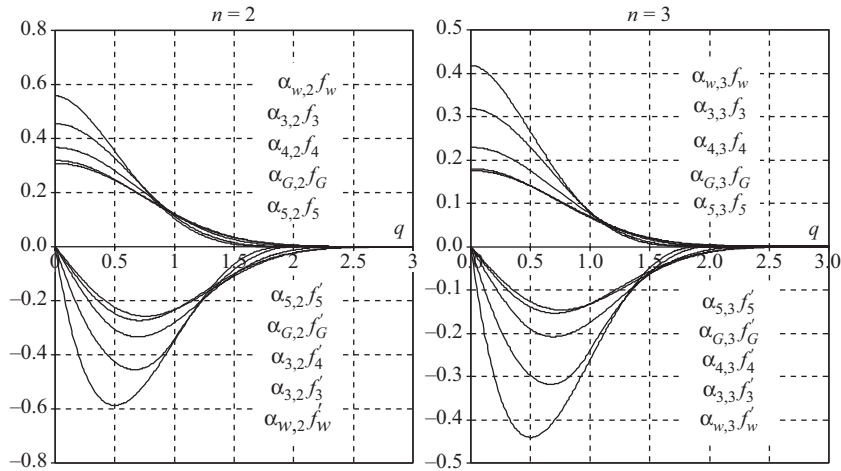 n = 2
0.8
0.6
0.4
0.2
0.0
−0.2
−0.4
−0.6
−0.8
α_{w,2} f_w
α_{3,2} f_3
α_{4,2} f_4
α_{G,2} f_G
α_{5,2} f_5
q
0.5
1.0
1.5
2.0
2.5
3.0
α_{5,2} f_5′
α_{G,2} f_G′
α_{3,2} f_4′
α_{3,2} f_3′
α_{w,2} f_w′
n = 3
0.5
0.4
0.3
0.2
0.1
0.0
−0.1
−0.2
−0.3
−0.4
−0.5
α_{w,3} f_w
α_{3,3} f_3
α_{4,3} f_4
α_{G,3} f_G
α_{5,3} f_5
q
0.5
1.0
1.5
2.0
2.5
3.0
α_{5,3} f_5′
α_{G,3} f_G′
α_{4,3} f_4′
α_{3,3} f_3′
α_{w,3} f_w′